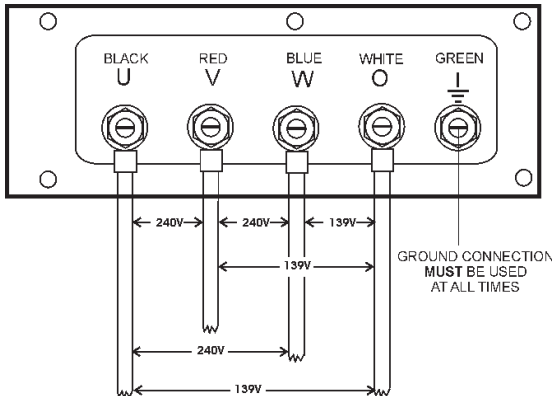 BLACK RED BLUE WHITE GREEN
U V W O
240V 240V 139V
139V
GROUND CONNECTION
MUST BE USED
AT ALL TIMES
240V
139V